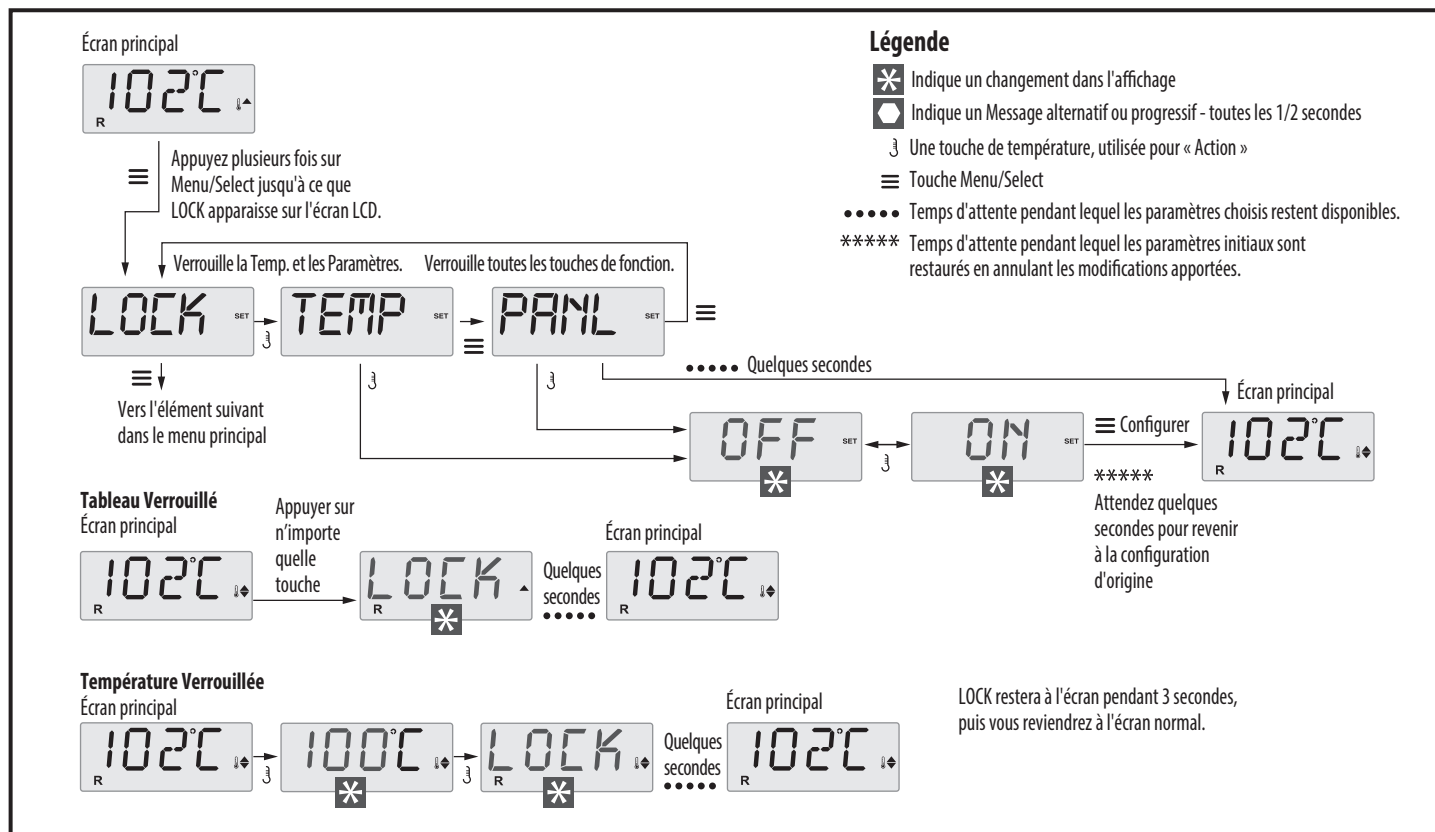 Écran principal
102°C
R
Appuyez plusieurs fois sur
Menu/Select jusqu'à ce que
LOCK apparaisse sur l'écran LCD.
Légende
Indique un changement dans l'affichage
Indique un Message alternatif ou progressif - toutes les 1/2 secondes
Une touche de température, utilisée pour « Action »
Touche Menu/Select
••••• Temps d'attente pendant lequel les paramètres choisis restent disponibles.
***** Temps d'attente pendant lequel les paramètres initiaux sont
restaurés en annulant les modifications apportées.
Verrouille la Temp. et les Paramètres.
Verrouille toutes les touches de fonction.
LOCK SET
TEMP SET
PANL SET
••••• Quelques secondes
Vers l'élément suivant
dans le menu principal
OFF SET
ON SET
Configurer
Écran principal
102°C
R
*****
Attendez quelques
secondes pour revenir
à la configuration
d'origine
Tableau Verrouillé
Écran principal
102°C
R
Appuyer sur
n'importe
quelle
touche
LOCK
R
Quelques
secondes
•••••
Écran principal
102°C
R
Température Verrouillée
Écran principal
102°C
R
100°C
LOCK
R
Quelques
secondes
•••••
Écran principal
102°C
R
LOCK restera à l'écran pendant 3 secondes,
puis vous reviendrez à l'écran normal.